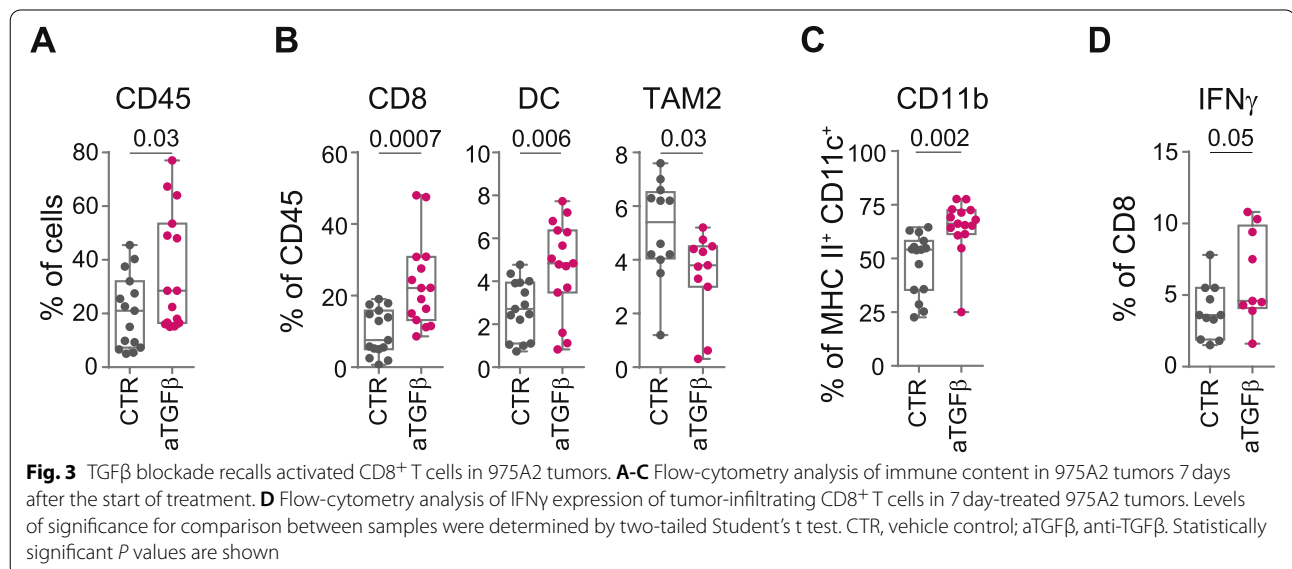 A B C D
CD45 CD8 DC TAM2 CD11b IFNγ
0.03 0.0007 0.006 0.03 0.002 0.05
% of cells
80
60
40
20
0
CTR
aTGFβ
% of CD45
60
40
20
0
CTR
aTGFβ
10
8
6
4
2
0
CTR
aTGFβ
8
6
4
2
0
CTR
aTGFβ
% of MHC II⁺ CD11c⁺
100
75
50
25
0
CTR
aTGFβ
% of CD8
15
10
5
0
CTR
aTGFβ
Fig. 3 TGFβ blockade recalls activated CD8⁺ T cells in 975A2 tumors. A-C Flow-cytometry analysis of immune content in 975A2 tumors 7 days
after the start of treatment. D Flow-cytometry analysis of IFNγ expression of tumor-infiltrating CD8⁺ T cells in 7 day-treated 975A2 tumors. Levels
of significance for comparison between samples were determined by two-tailed Student's t test. CTR, vehicle control; aTGFβ, anti-TGFβ. Statistically
significant P values are shown